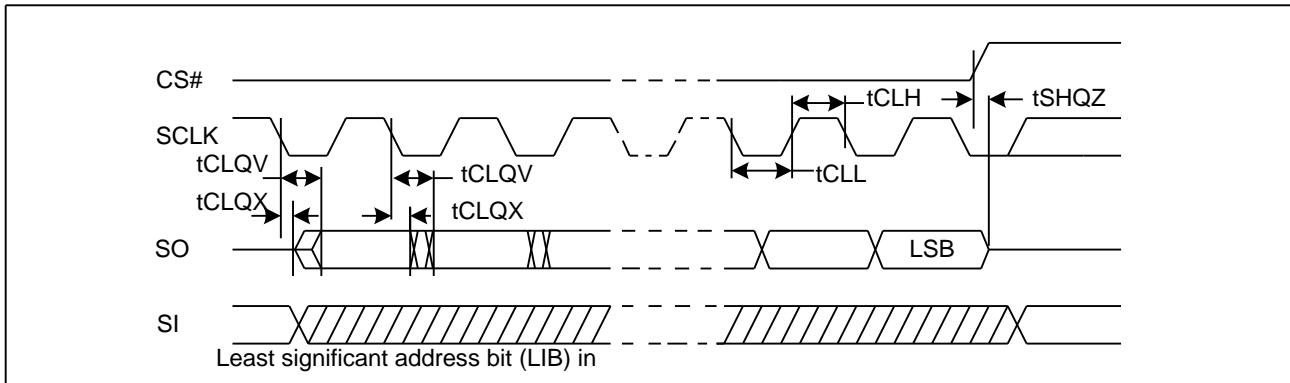 CS#
tCLH
tSHQZ
SCLK
tCLQV
tCLQV
tCLL
tCLQX
tCLQX
SO
LSB
SI
Least significant address bit (LIB) in